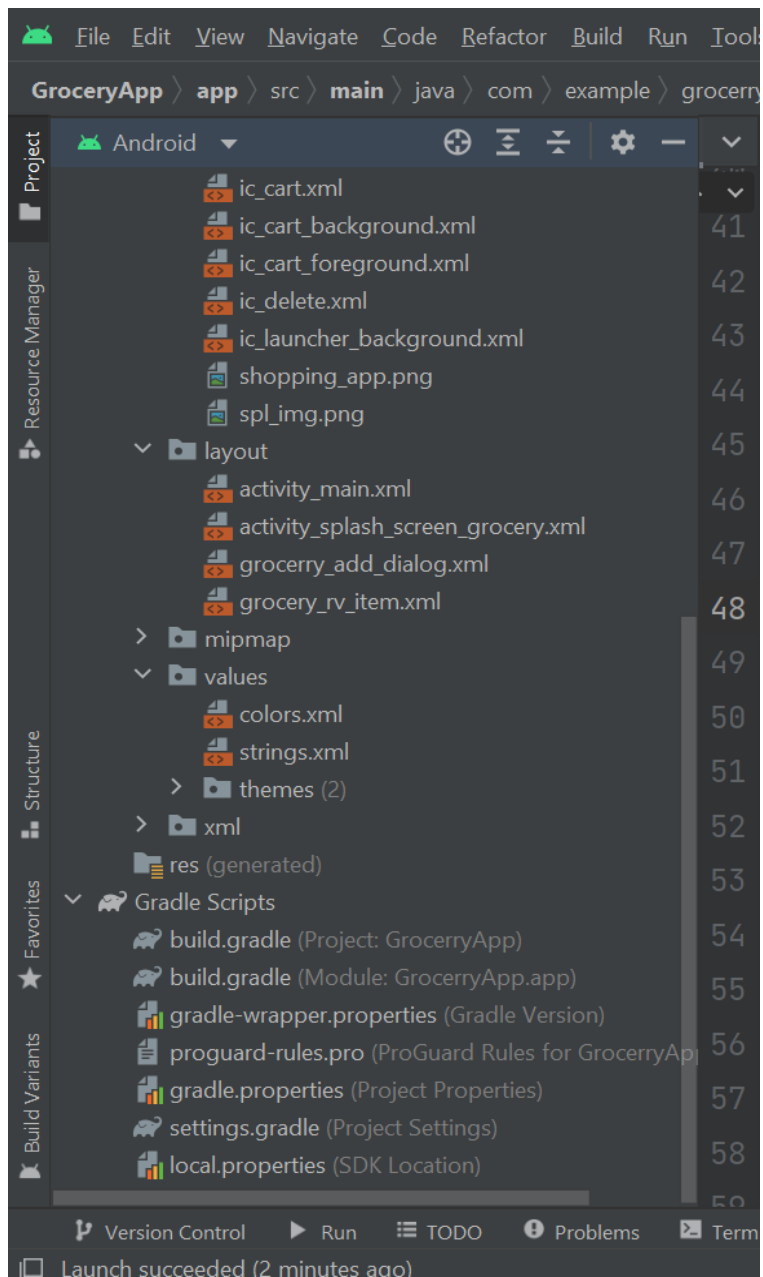 File Edit View Navigate Code Refactor Build Run
GroceryApp app src main java com example
Android
Project
Resource Manager
Structure
Favorites
Build Variants
ic_cart.xml
ic_cart_background.xml
ic_cart_foreground.xml
ic_delete.xml
ic_launcher_background.xml
shopping_app.png
spl_img.png
layout
activity_main.xml
activity_splash_screen_grocery.xml
grocerry_add_dialog.xml
grocery_rv_item.xml
mipmap
values
colors.xml
strings.xml
themes (2)
xml
res (generated)
Gradle Scripts
build.gradle (Project: GrocerryApp)
build.gradle (Module: GrocerryApp.app)
gradle-wrapper.properties (Gradle Version)
proguard-rules.pro (ProGuard Rules for GrocerryAp
gradle.properties (Project Properties)
settings.gradle (Project Settings)
local.properties (SDK Location)
41
42
43
44
45
46
47
48
49
50
51
52
53
54
55
56
57
58
59
Version Control Run TODO Problems Term
Launch succeeded (2 minutes ago)